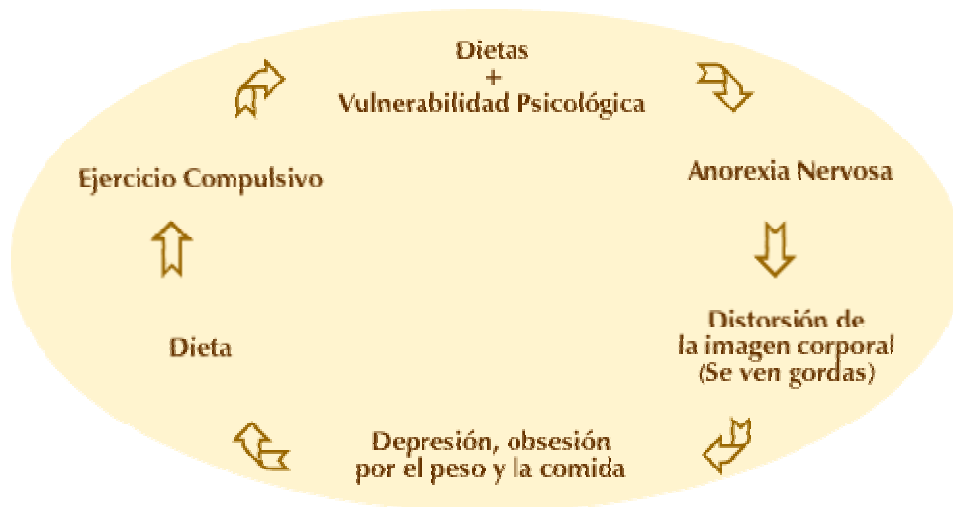 Dietas
+
Vulnerabilidad Psicológica
Anorexia Nervosa
Distorsión de
la imagen corporal
(Se ven gordas)
Depresión, obsesión
por el peso y la comida
Dieta
Ejercicio Compulsivo